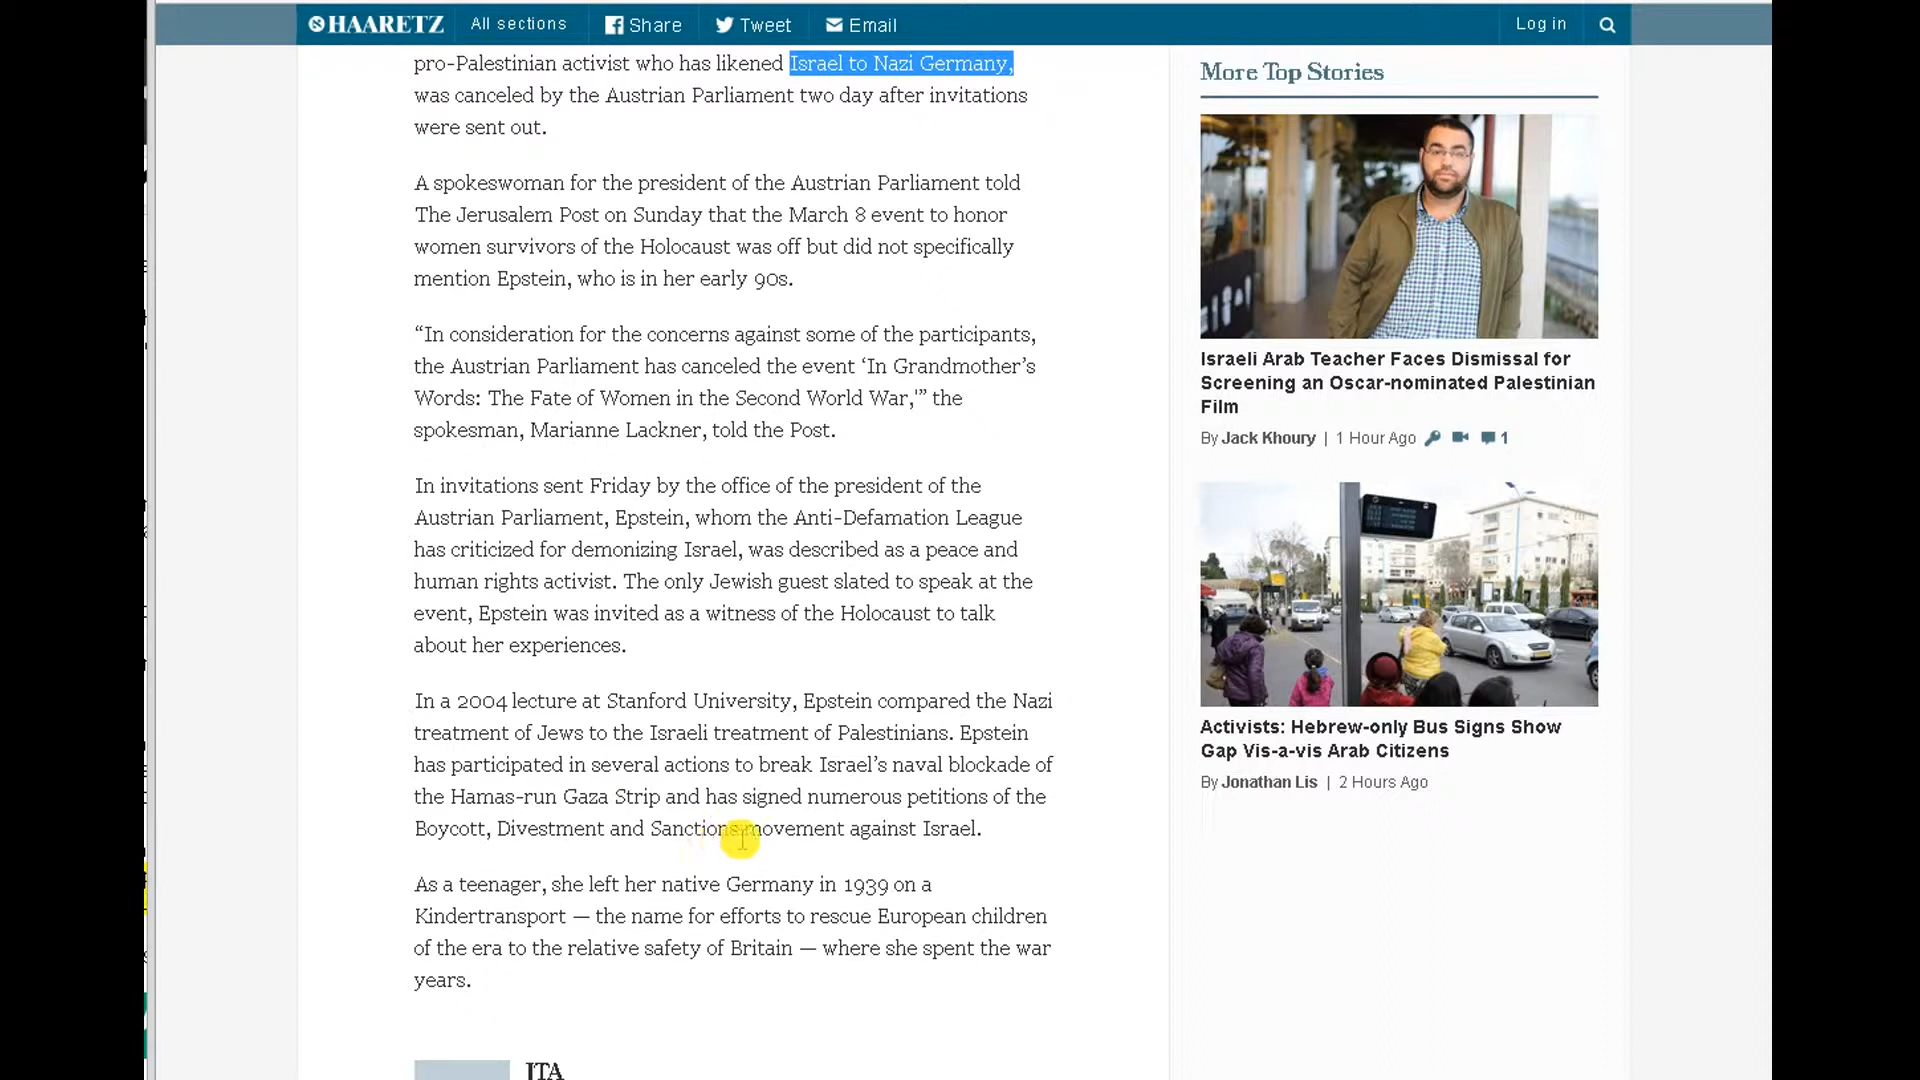 HAARETZ
All sections
Share
Tweet
Email
Log in
pro-Palestinian activist who has likened Israel to Nazi Germany,
was canceled by the Austrian Parliament two day after invitations
were sent out.
A spokeswoman for the president of the Austrian Parliament told
The Jerusalem Post on Sunday that the March 8 event to honor
women survivors of the Holocaust was off but did not specifically
mention Epstein, who is in her early 90s.
“In consideration for the concerns against some of the participants,
the Austrian Parliament has canceled the event ‘In Grandmother’s
Words: The Fate of Women in the Second World War,'” the
spokesman, Marianne Lackner, told the Post.
In invitations sent Friday by the office of the president of the
Austrian Parliament, Epstein, whom the Anti-Defamation League
has criticized for demonizing Israel, was described as a peace and
human rights activist. The only Jewish guest slated to speak at the
event, Epstein was invited as a witness of the Holocaust to talk
about her experiences.
In a 2004 lecture at Stanford University, Epstein compared the Nazi
treatment of Jews to the Israeli treatment of Palestinians. Epstein
has participated in several actions to break Israel’s naval blockade of
the Hamas-run Gaza Strip and has signed numerous petitions of the
Boycott, Divestment and Sanctions movement against Israel.
As a teenager, she left her native Germany in 1939 on a
Kindertransport — the name for efforts to rescue European children
of the era to the relative safety of Britain — where she spent the war
years.
JTA
More Top Stories
Israeli Arab Teacher Faces Dismissal for
Screening an Oscar-nominated Palestinian
Film
By Jack Khoury | 1 Hour Ago 1
Activists: Hebrew-only Bus Signs Show
Gap Vis-a-vis Arab Citizens
By Jonathan Lis | 2 Hours Ago